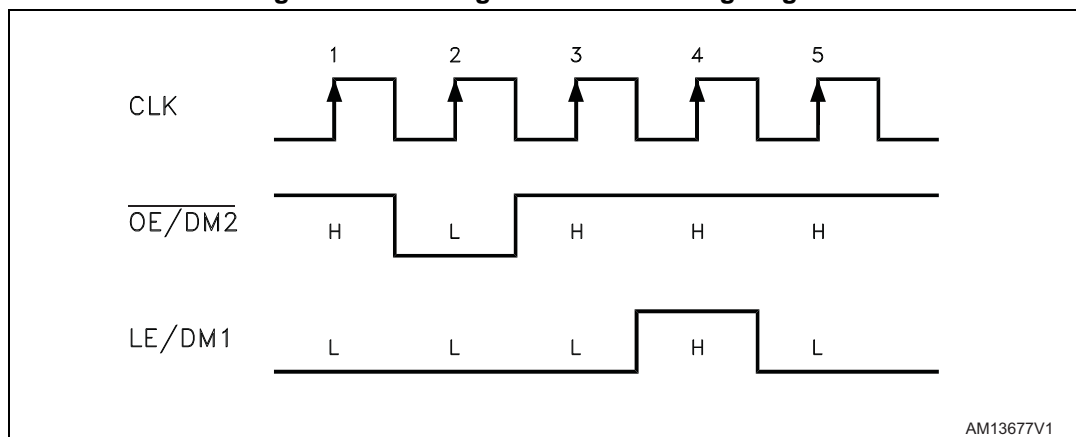 1 2 3 4 5
CLK
OE/DM2
H L H H H
LE/DM1
L L L H L
AM13677V1